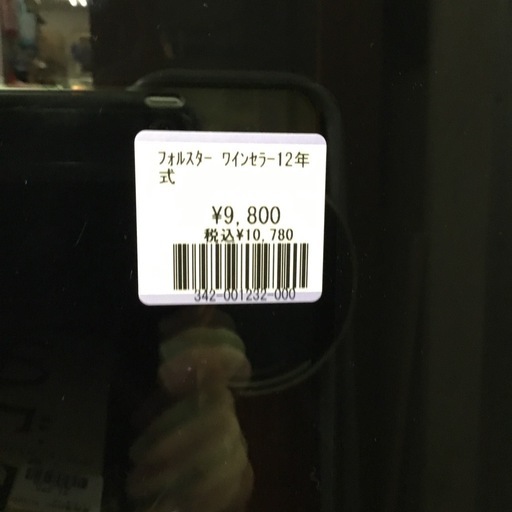 ﾌｫﾙｽﾀｰ ﾜｲﾝｾﾗｰ12年
式
¥9,800
税込¥10,780
342-001232-000